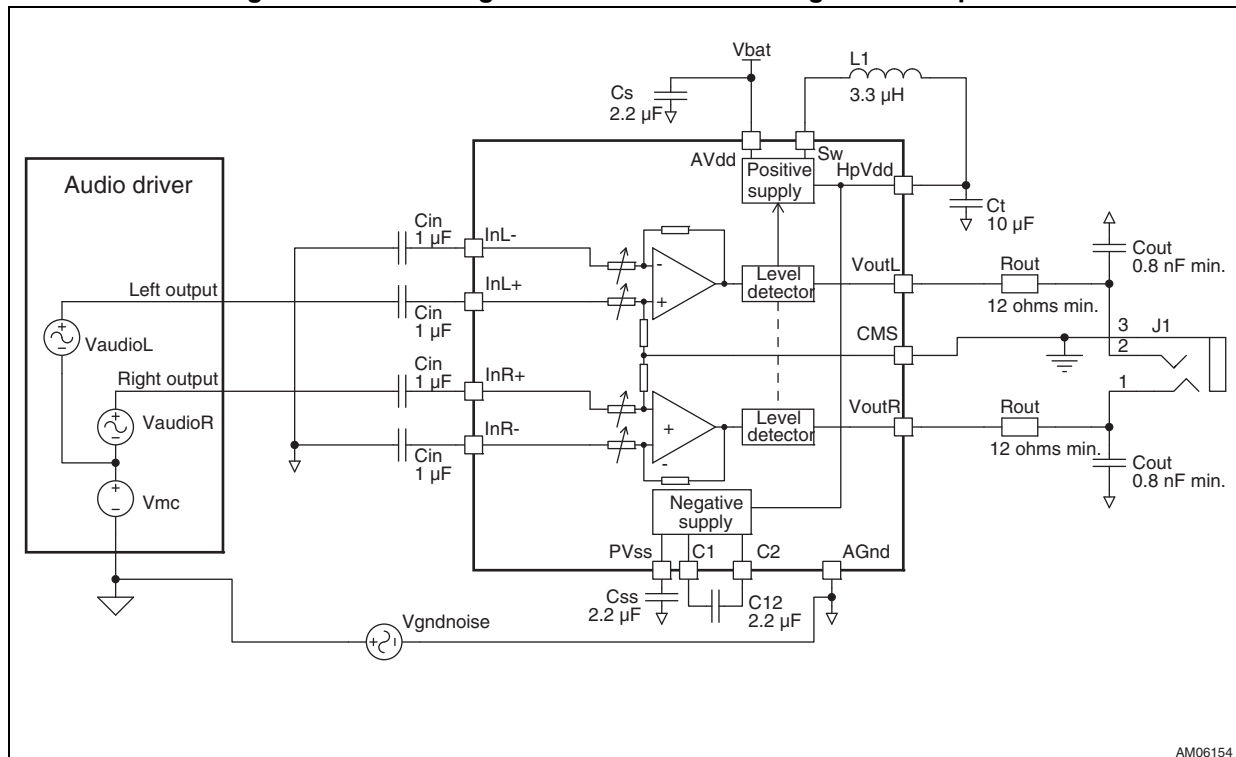 Vbat
L1
3.3 µH
Cs
2.2 µF
AVdd
Sw
HpVdd
Positive
supply
Ct
10 µF
Audio driver
Cin
1 µF
InL-
-
+
Level
detector
VoutL
Rout
12 ohms min.
Cout
0.8 nF min.
Left output
Cin
1 µF
InL+
VaudioL
+
-
CMS
3
2
J1
Right output
Cin
1 µF
InR+
VaudioR
+
-
1
+
-
Level
detector
VoutR
Rout
12 ohms min.
Cin
1 µF
InR-
Cout
0.8 nF min.
Vmc
+
-
Negative
supply
PVss
C1
C2
AGnd
Css
2.2 µF
C12
2.2 µF
Vgndnoise
+
-
AM06154